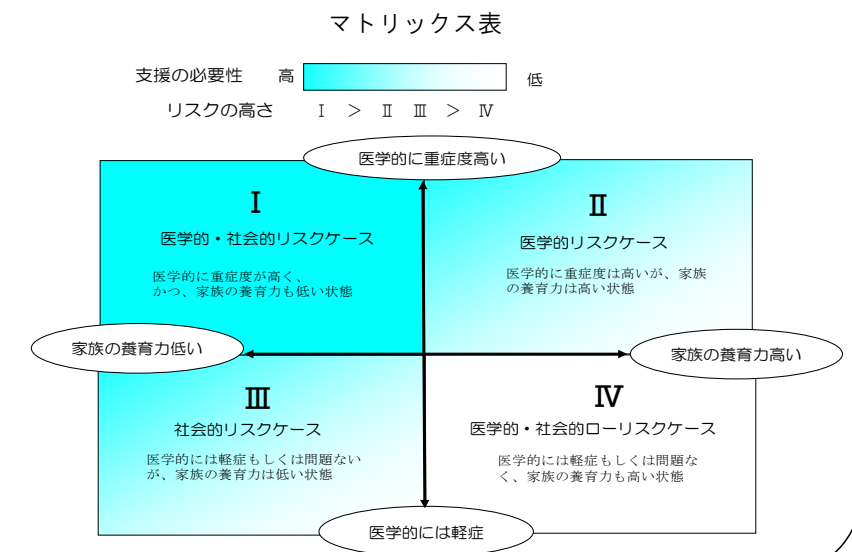 マトリックス表
支援の必要性 高 低
リスクの高さ Ⅰ ＞ Ⅱ Ⅲ ＞ Ⅳ
医学的に重症度高い
Ⅰ
医学的・社会的リスクケース
医学的に重症度が高く、
かつ、家族の養育力も低い状態
Ⅱ
医学的リスクケース
医学的に重症度は高いが、家族
の養育力は高い状態
家族の養育力低い
家族の養育力高い
Ⅲ
社会的リスクケース
医学的には軽症もしくは問題ない
が、家族の養育力は低い状態
Ⅳ
医学的・社会的ローリスクケース
医学的には軽症もしくは問題な
く、家族の養育力も高い状態
医学的には軽症